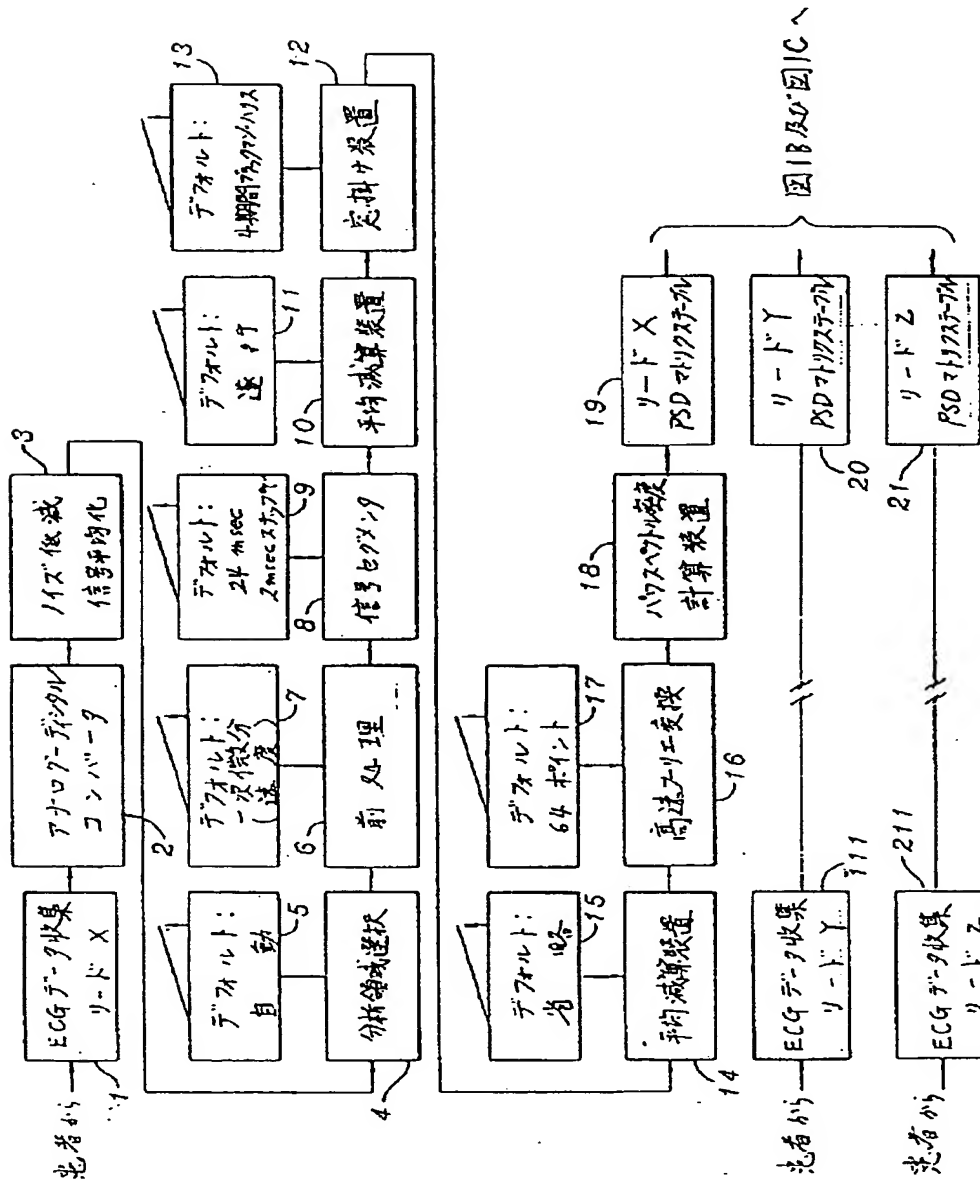 患者から
1
ECGデータ収集
リード X
アナログ―ディジタル
コンバータ
2
ノイズ低減
信号平均化
3
デフォルト:
自 動
5
分析領域選択
4
デフォルト:
一次微分
(速度)
7
前処理
6
デフォルト:
24 msec
2msecステップで
9
信号セグメンタ
8
デフォルト:
遂行
11
平均減算装置
10
デフォルト:
4期間ブラックマン・ハリス
13
窓掛け装置
12
デフォルト:
省 略
15
平均減算装置
14
デフォルト:
64 ポイント
17
高速フーリエ変換
16
パワスペクトル密度
計算装置
18
リード X
PSDマトリクステーブル
19
患者から
ECGデータ収集
リード Y
111
リード Y
PSDマトリクステーブル
20
患者から
ECGデータ収集
リード Z
211
リード Z
PSDマトリクステーブル
21
図1B及び図1Cへ